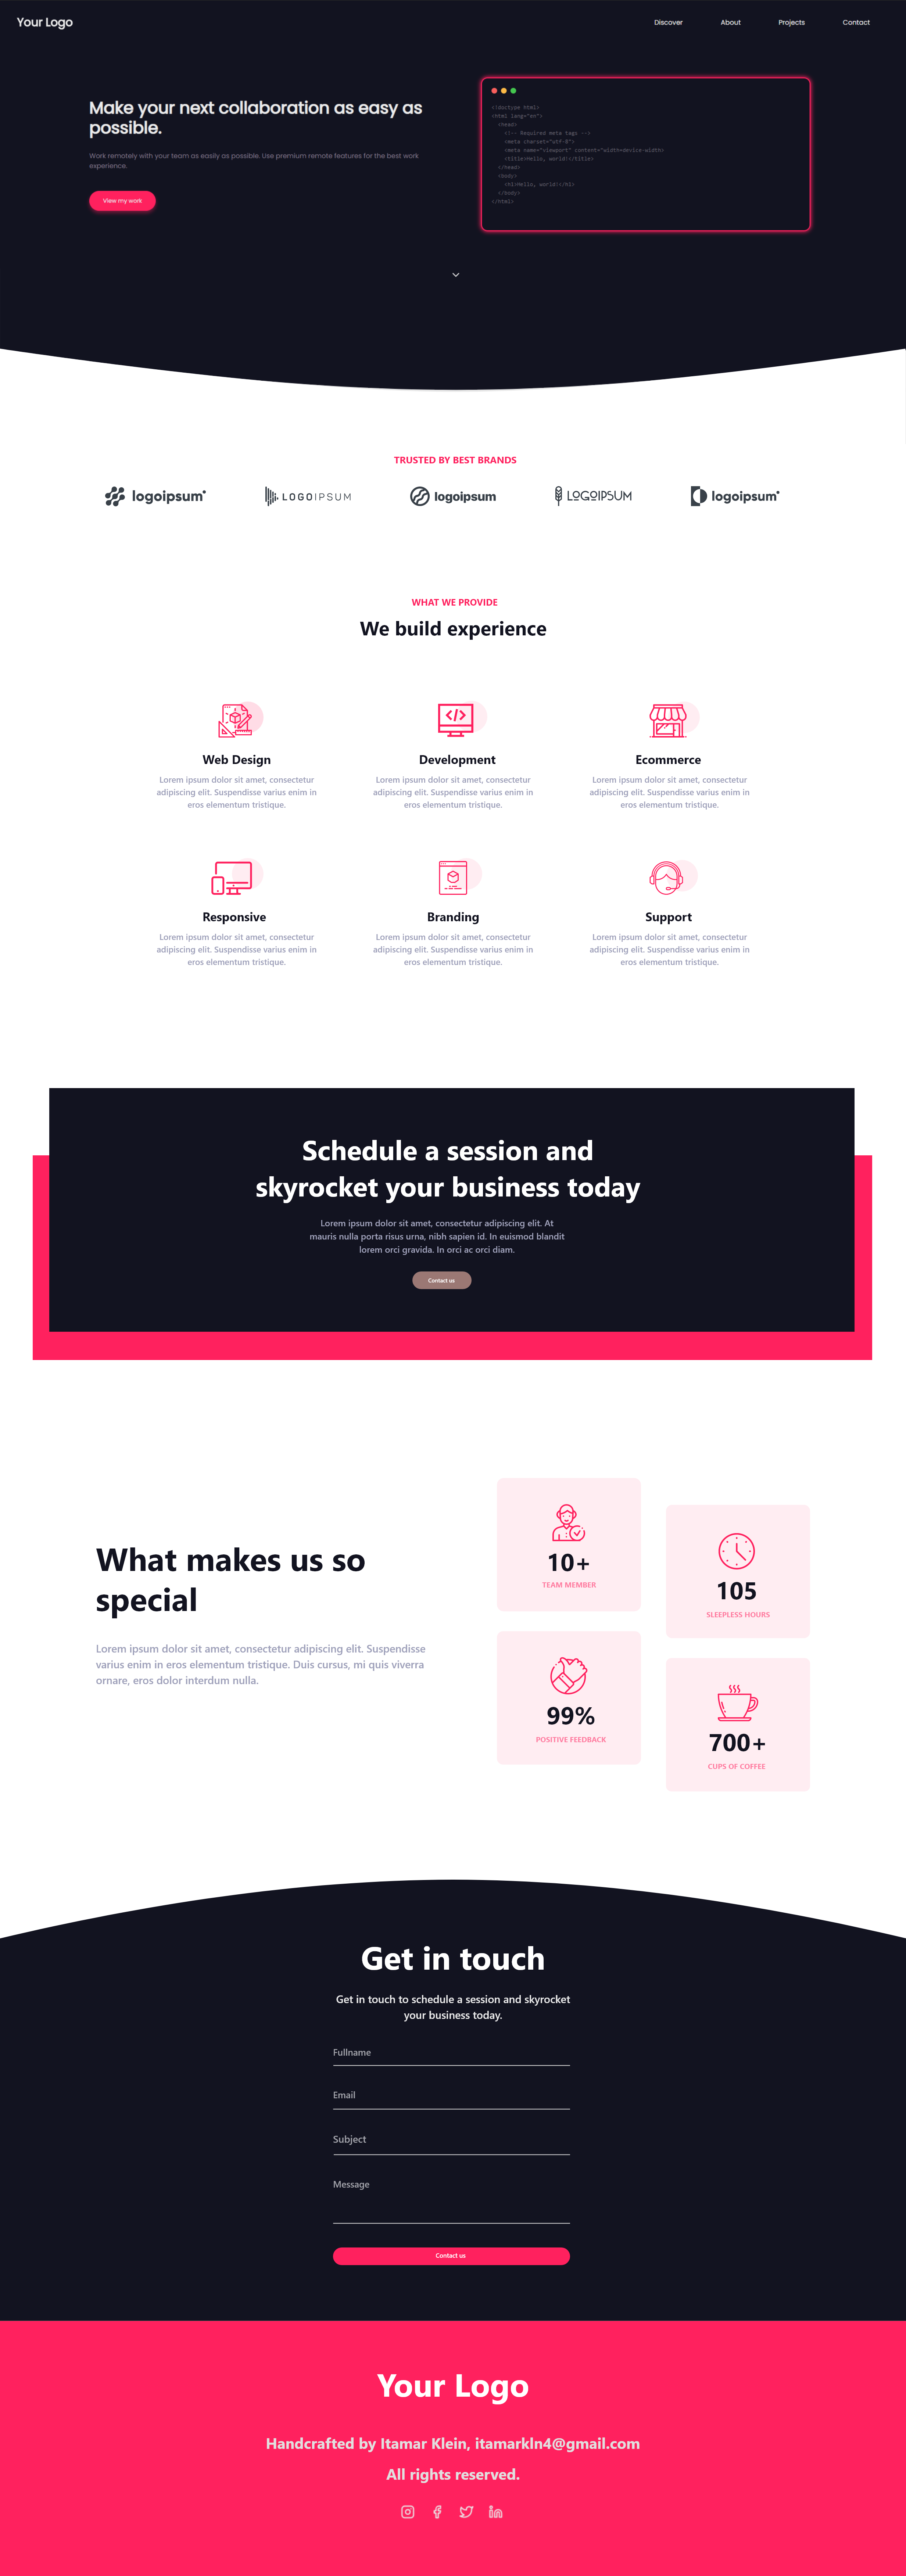 Your Logo
Discover
About
Projects
Contact
Make your next collaboration as easy as
possible.
Work remotely with your team as easily as possible. Use premium remote features for the best work
experience.
View my work
<!doctype html>
<html lang="en">
<head>
<!-- Required meta tags -->
<meta charset="utf-8">
<meta name="viewport" content="width=device-width>
<title>Hello, world!</title>
</head>
<body>
<h1>Hello, world!</h1>
</body>
</html>
TRUSTED BY BEST BRANDS
logoipsum
LOGOIPSUM
logoipsum
LOGOIPSUM
logoipsum
WHAT WE PROVIDE
We build experience
Web Design
Lorem ipsum dolor sit amet, consectetur
adipiscing elit. Suspendisse varius enim in
eros elementum tristique.
Development
Lorem ipsum dolor sit amet, consectetur
adipiscing elit. Suspendisse varius enim in
eros elementum tristique.
Ecommerce
Lorem ipsum dolor sit amet, consectetur
adipiscing elit. Suspendisse varius enim in
eros elementum tristique.
Responsive
Lorem ipsum dolor sit amet, consectetur
adipiscing elit. Suspendisse varius enim in
eros elementum tristique.
Branding
Lorem ipsum dolor sit amet, consectetur
adipiscing elit. Suspendisse varius enim in
eros elementum tristique.
Support
Lorem ipsum dolor sit amet, consectetur
adipiscing elit. Suspendisse varius enim in
eros elementum tristique.
Schedule a session and
skyrocket your business today
Lorem ipsum dolor sit amet, consectetur adipiscing elit. At
mauris nulla porta risus urna, nibh sapien id. In euismod blandit
lorem orci gravida. In orci ac orci diam.
Contact us
What makes us so
special
Lorem ipsum dolor sit amet, consectetur adipiscing elit. Suspendisse
varius enim in eros elementum tristique. Duis cursus, mi quis viverra
ornare, eros dolor interdum nulla.
10+
TEAM MEMBER
105
SLEEPLESS HOURS
99%
POSITIVE FEEDBACK
700+
CUPS OF COFFEE
Get in touch
Get in touch to schedule a session and skyrocket
your business today.
Fullname
Email
Subject
Message
Contact us
Your Logo
Handcrafted by Itamar Klein, itamarkln4@gmail.com
All rights reserved.